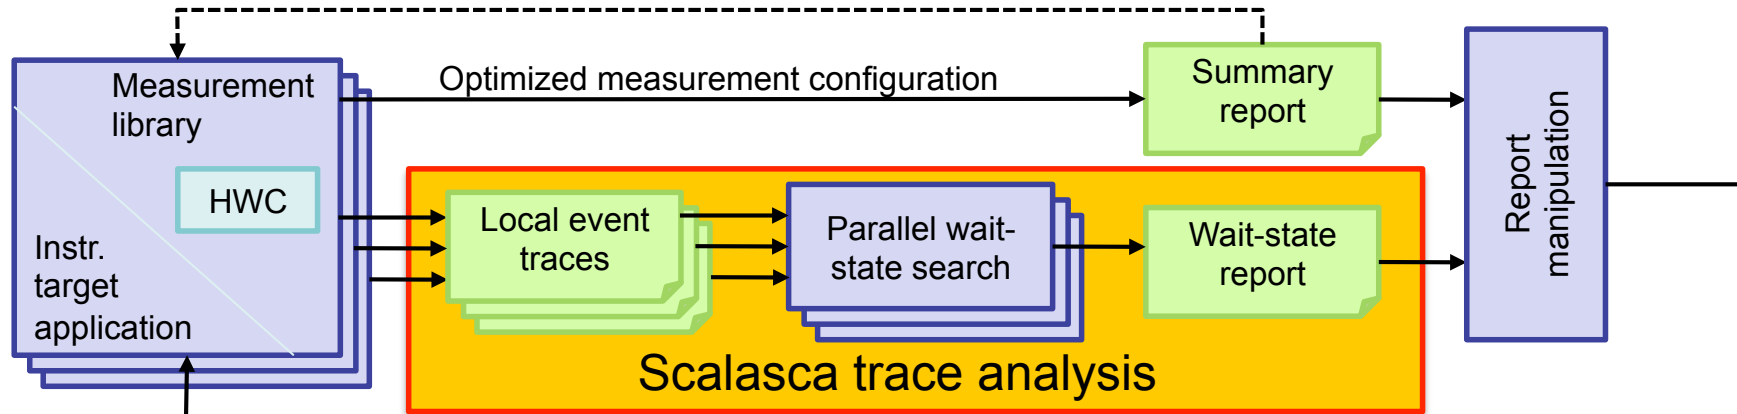 Measurement
library
HWC
Instr.
target
application
Optimized measurement configuration
Summary
report
Local event
traces
Parallel wait-
state search
Wait-state
report
Scalasca trace analysis
Report
manipulation